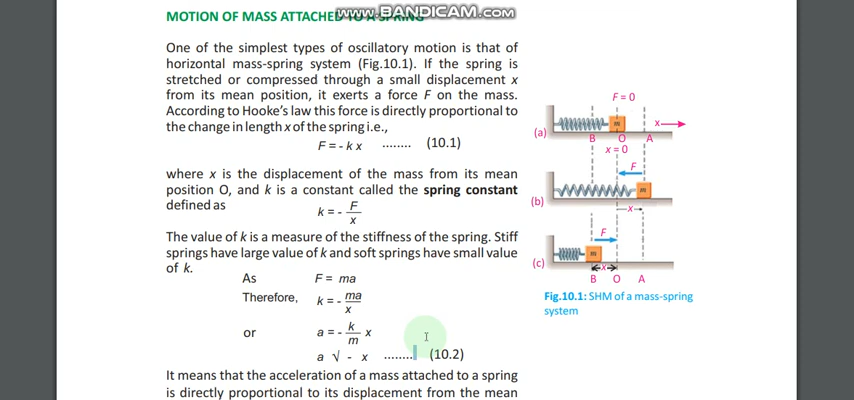 www.BANDICAM.com
MOTION OF MASS ATTACHED TO A SPRING
One of the simplest types of oscillatory motion is that of
horizontal mass-spring system (Fig.10.1). If the spring is
stretched or compressed through a small displacement x
from its mean position, it exerts a force F on the mass.
According to Hooke's law this force is directly proportional to
the change in length x of the spring i.e.,
F = - k x ........ (10.1)
where x is the displacement of the mass from its mean
position O, and k is a constant called the spring constant
defined as
k = - F/x
The value of k is a measure of the stiffness of the spring. Stiff
springs have large value of k and soft springs have small value
of k.
As F = ma
Therefore, k = - ma/x
or a = - k/m x
a √ - x ........ (10.2)
It means that the acceleration of a mass attached to a spring
is directly proportional to its displacement from the mean
F = 0
m
x
(a)
B O A
x = 0
F
m
(b)
x
F
m
(c)
x
B O A
Fig.10.1: SHM of a mass-spring
system